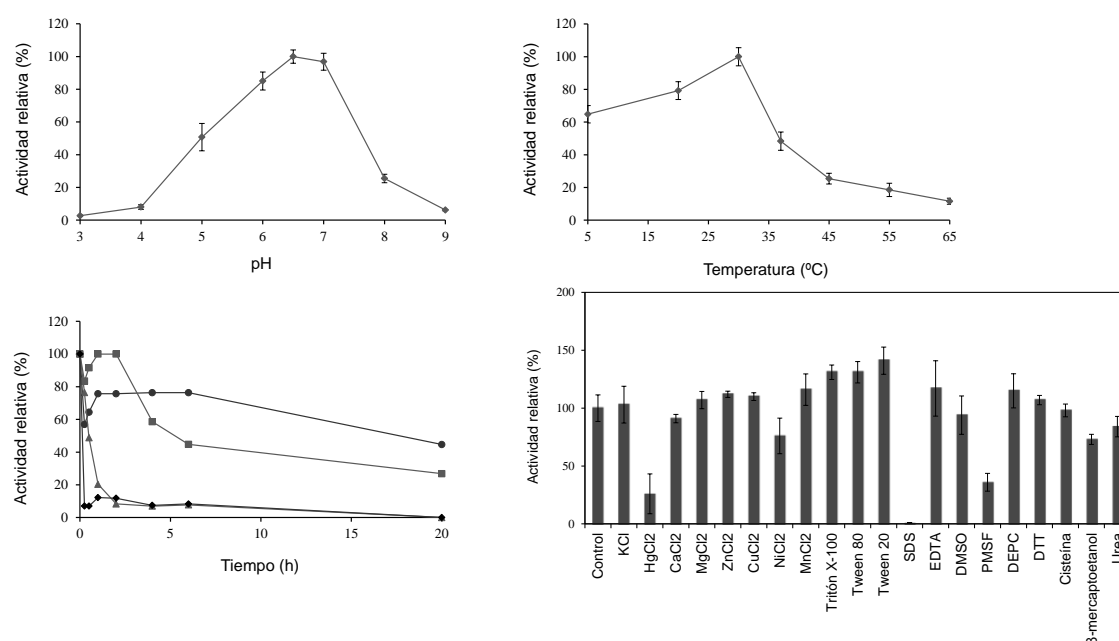 120
100
80
60
40
20
0
Actividad relativa (%)
3 4 5 6 7 8 9
pH
120
100
80
60
40
20
0
Actividad relativa (%)
5 15 25 35 45 55 65
Temperatura (ºC)
120
100
80
60
40
20
0
Actividad relativa (%)
0 5 10 15 20
Tiempo (h)
200
150
100
50
0
Actividad relativa (%)
Control
KCl
HgCl2
CaCl2
MgCl2
ZnCl2
CuCl2
NiCl2
MnCl2
Tritón X-100
Tween 80
Tween 20
SDS
EDTA
DMSO
PMSF
DEPC
DTT
Cisteína
β-mercaptoetanol
Urea